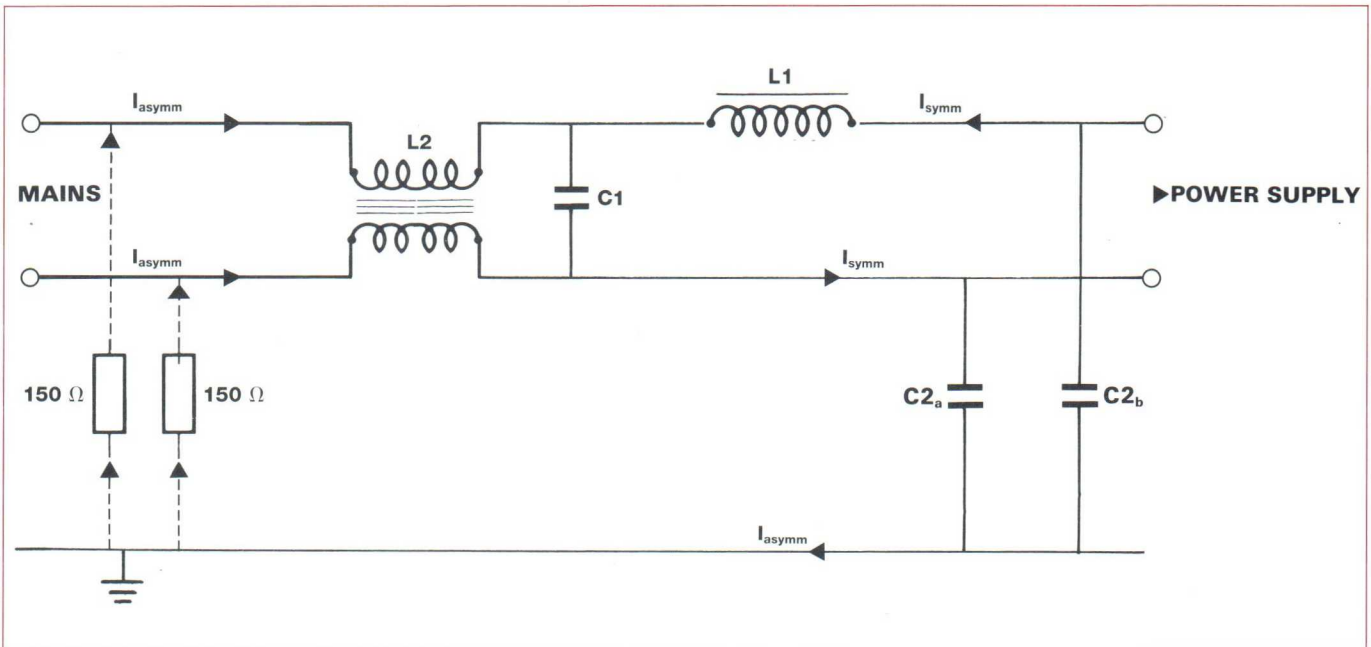 L1
I_asymm
I_symm
L2
MAINS
C1
▶POWER SUPPLY
I_asymm
I_symm
150 Ω
150 Ω
C2_a
C2_b
I_asymm